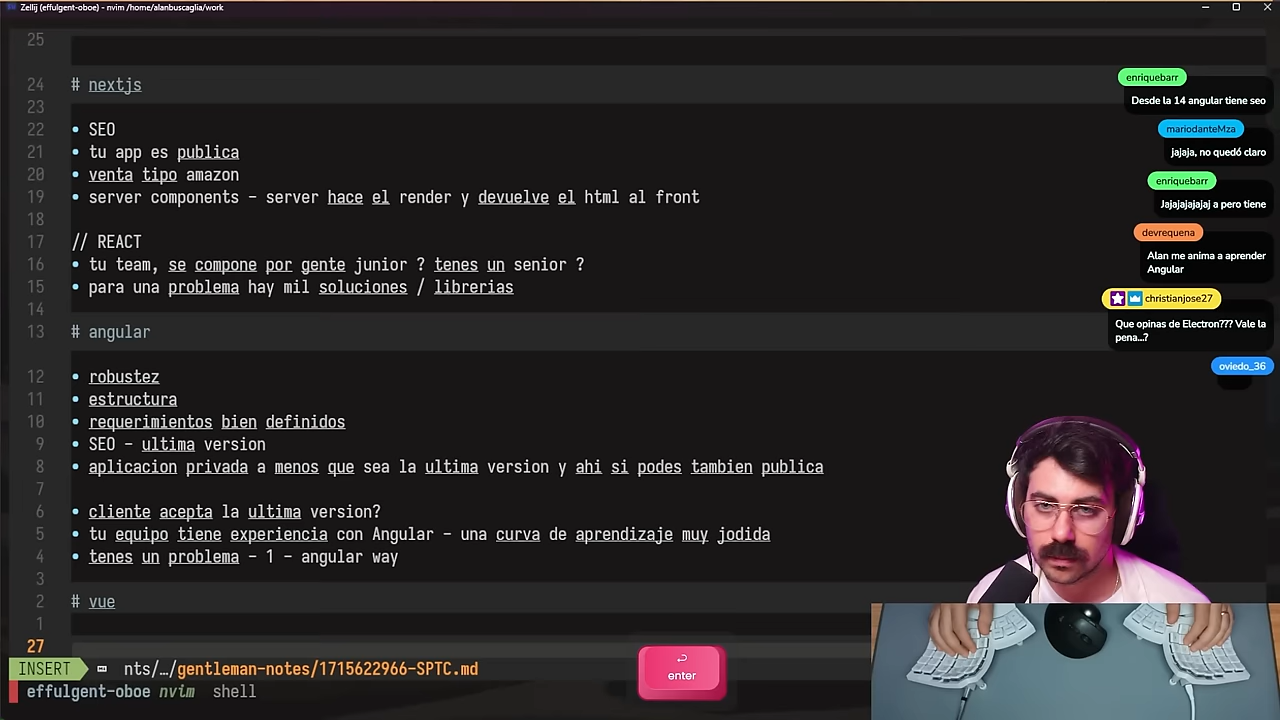 Zellij (effulgent-oboe) - nvim /home/alanbuscaglia/work
25
24 # nextjs
23
22 • SEO
21 • tu app es publica
20 • venta tipo amazon
19 • server components - server hace el render y devuelve el html al front
18
17 // REACT
16 • tu team, se compone por gente junior ? tenes un senior ?
15 • para una problema hay mil soluciones / librerias
14
13 # angular
12 • robustez
11 • estructura
10 • requerimientos bien definidos
9 • SEO - ultima version
8 • aplicacion privada a menos que sea la ultima version y ahi si podes tambien publica
7
6 • cliente acepta la ultima version?
5 • tu equipo tiene experiencia con Angular - una curva de aprendizaje muy jodida
4 • tenes un problema - 1 - angular way
3
2 # vue
1
27
INSERT nts/…/gentleman-notes/1715622966-SPTC.md
effulgent-oboe nvim shell
enriquebarr
Desde la 14 angular tiene seo
mariodanteMza
jajaja, no quedó claro
enriquebarr
Jajajajajajaj a pero tiene
devrequena
Alan me anima a aprender
Angular
christianjose27
Que opinas de Electron??? Vale la
pena...?
oviedo_36
enter